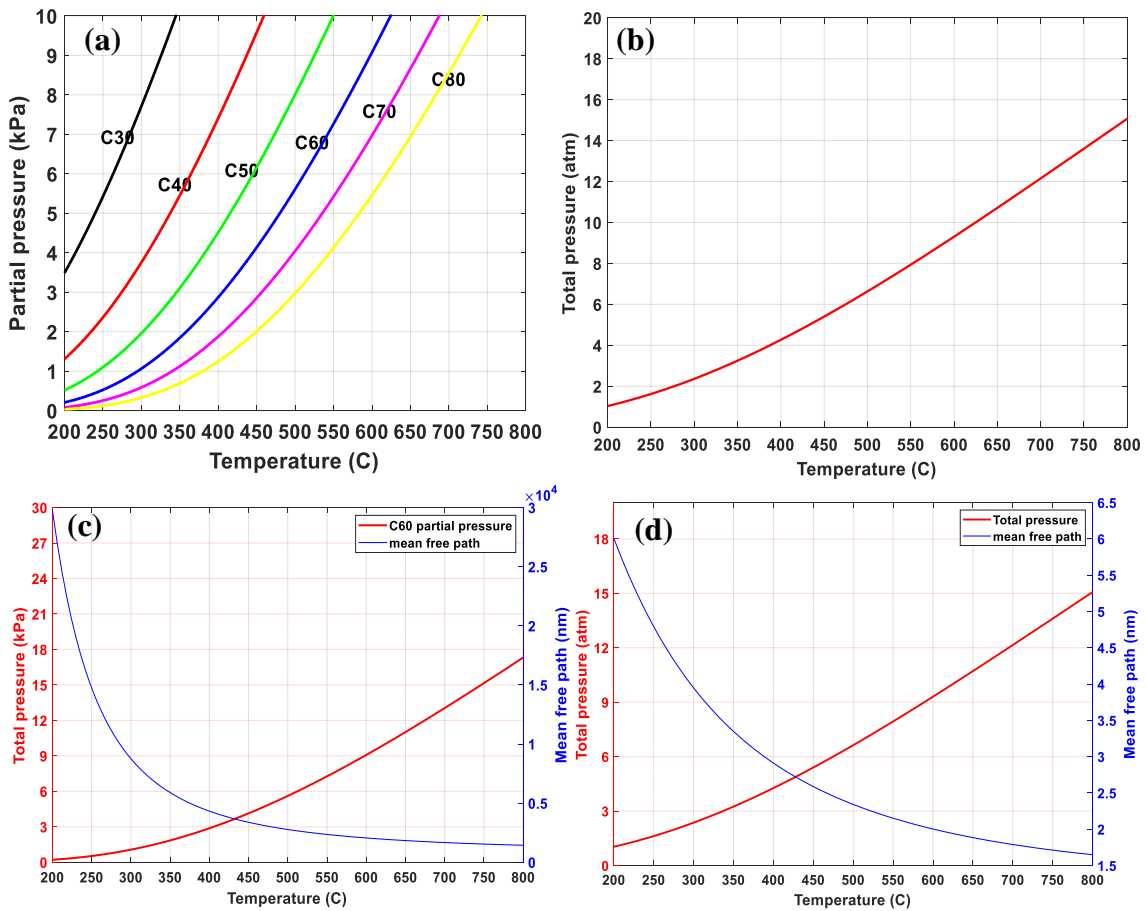 (a)
Partial pressure (kPa)
10
9
8
7
6
5
4
3
2
1
0
C30
C40
C50
C60
C70
C80
200 250 300 350 400 450 500 550 600 650 700 750 800
Temperature (C)
(b)
Total pressure (atm)
20
18
16
14
12
10
8
6
4
2
0
200 250 300 350 400 450 500 550 600 650 700 750 800
Temperature (C)
(c)
Total pressure (kPa)
30
27
24
21
18
15
12
9
6
3
0
C60 partial pressure
mean free path
×10⁴
3
2.5
2
1.5
1
0.5
0
Mean free path (nm)
200 250 300 350 400 450 500 550 600 650 700 750 800
Temperature (C)
(d)
Total pressure (atm)
18
15
12
9
6
3
0
Total pressure
mean free path
6.5
6
5.5
5
4.5
4
3.5
3
2.5
2
1.5
Mean free path (nm)
200 250 300 350 400 450 500 550 600 650 700 750 800
Temperature (C)